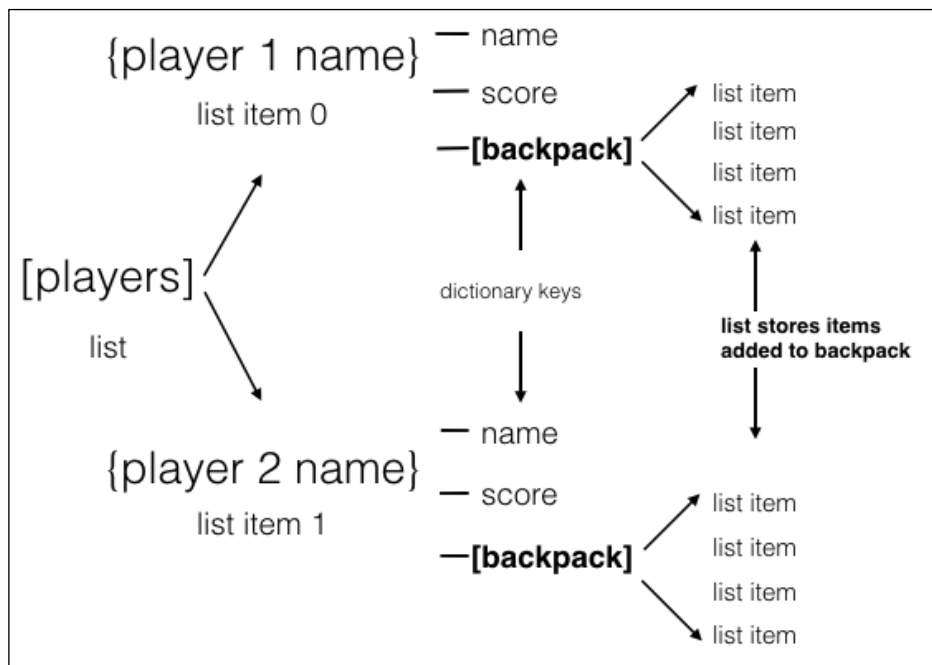 {player 1 name}
list item 0
name
score
[backpack]
list item
list item
list item
list item
[players]
list
dictionary keys
list stores items
added to backpack
{player 2 name}
list item 1
name
score
[backpack]
list item
list item
list item
list item